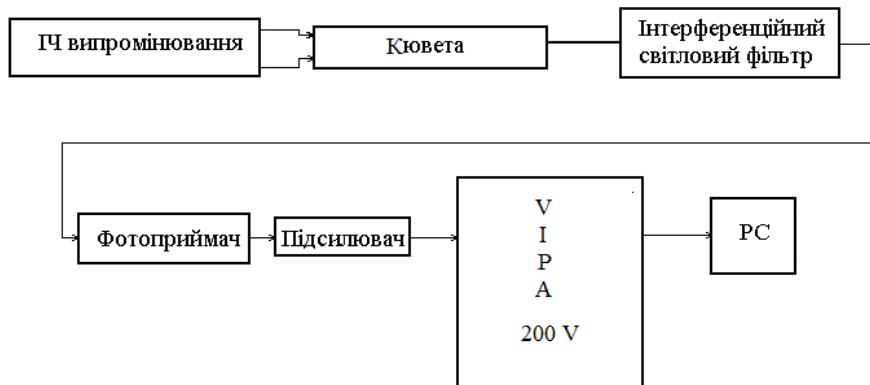 ІЧ випромінювання
Кювета
Інтерференційний
світловий фільтр
Фотоприймач
Підсилювач
V
I
P
A
200 V
PC